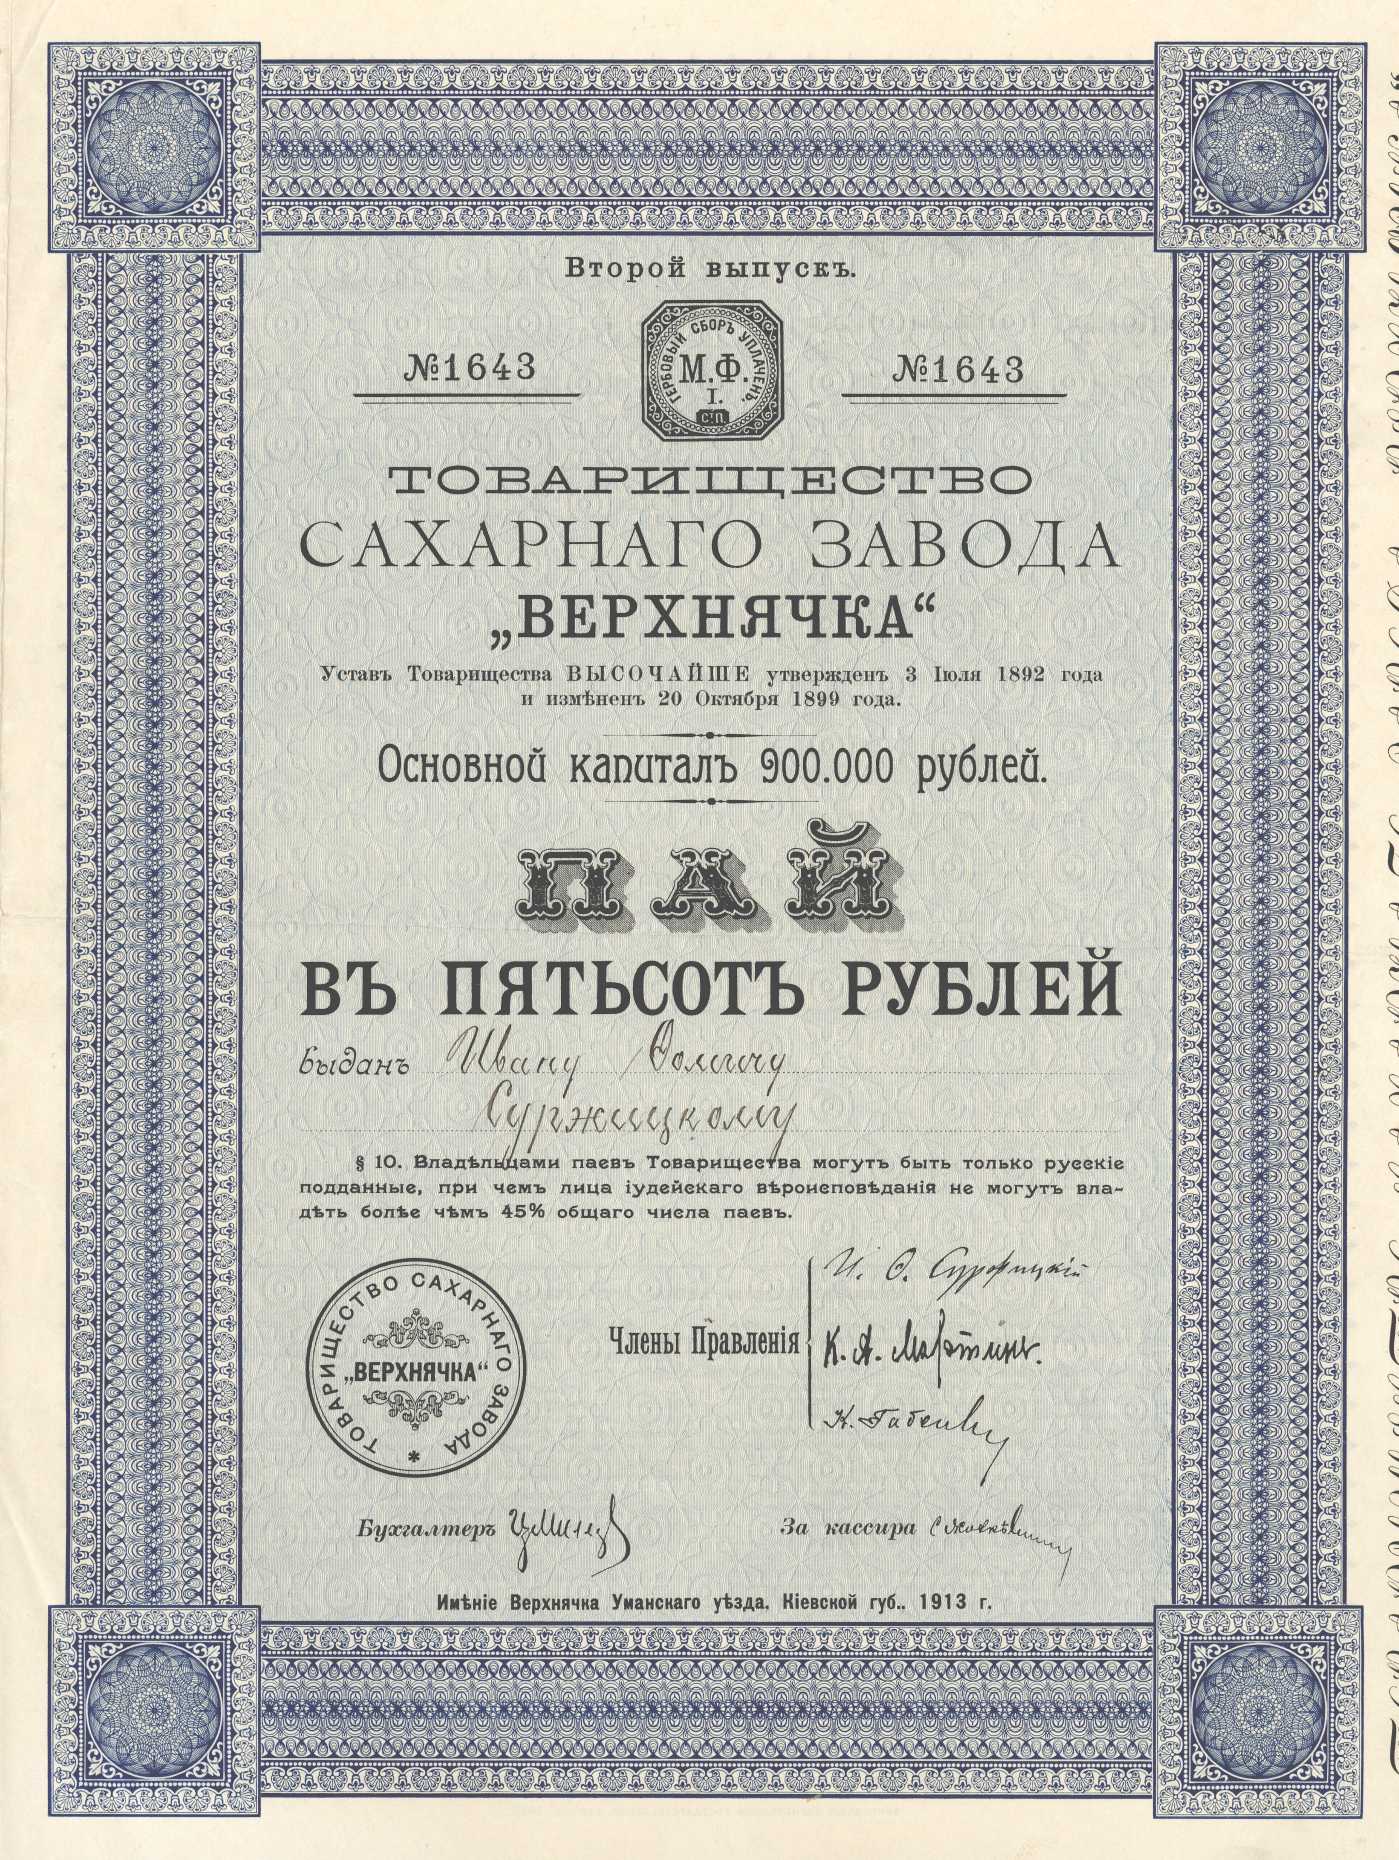 Второй выпускъ.
№1643
ГЕРБОВЫЙ СБОРЪ УПЛАЧЕНЪ.
М.Ф.
I.
С.П.
№1643
ТОВАРИЩЕСТВО
САХАРНАГО ЗАВОДА
„ВЕРХНЯЧКА“
Уставъ Товарищества ВЫСОЧАЙШЕ утвержденъ 3 Іюля 1892 года
и измѣненъ 20 Октября 1899 года.
Основной капиталъ 900.000 рублей.
ПАЙ
ВЪ ПЯТЬСОТЪ РУБЛЕЙ
Выданъ Ивану Ѳомичу
Суржицкому
§ 10. Владѣльцами паевъ Товарищества могутъ быть только русскіе
подданные, при чемъ лица іудейскаго вѣроисповѣданія не могутъ вла-
дѣть болѣе чѣмъ 45% общаго числа паевъ.
ТОВАРИЩЕСТВО САХАРНАГО ЗАВОДА *
„ВЕРХНЯЧКА“
И. Ѳ. Суржицкій
Члены Правленія
К. А. Мартинъ.
Бухгалтеръ
За кассира
Имѣніе Верхнячка Уманскаго уѣзда, Кіевской губ., 1913 г.